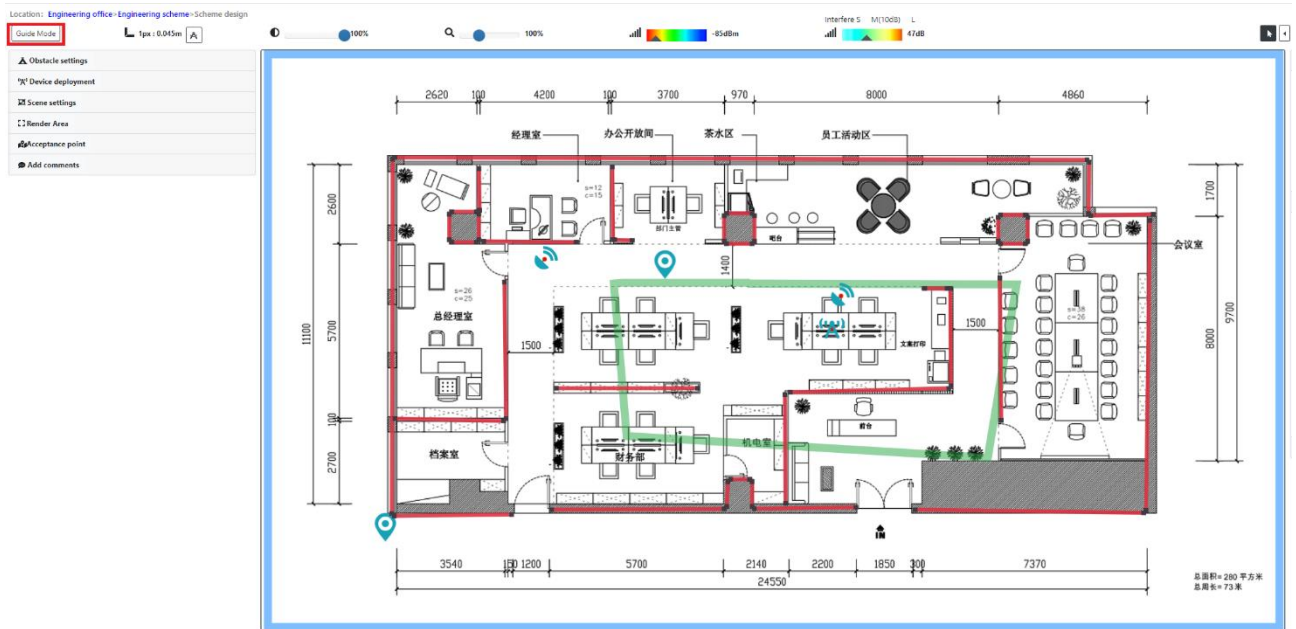 Location: Engineering office>Engineering scheme>Scheme design
Guide Mode
1px : 0.045m
A
100%
100%
-85dBm
Interfere S M(10dB) L
47dB
Obstacle settings
Device deployment
Scene settings
Render Area
Acceptance point
Add comments
2620 100 4200 100 3700 970 8000 4860
经理室 办公开放间 茶水区 员工活动区
2600
s=12
c=15
部门主管
吧台
1700
会议室
1400
s=26
c=25
总经理室
11100
5700
1500
文案打印
1500
s=38
c=26
8000
9700
100
前台
档案室
2700
财务部
机电室
IN
3540 150 1200 5700 2140 2200 1850 300 7370
24550
总面积= 280 平方米
总周长= 73 米